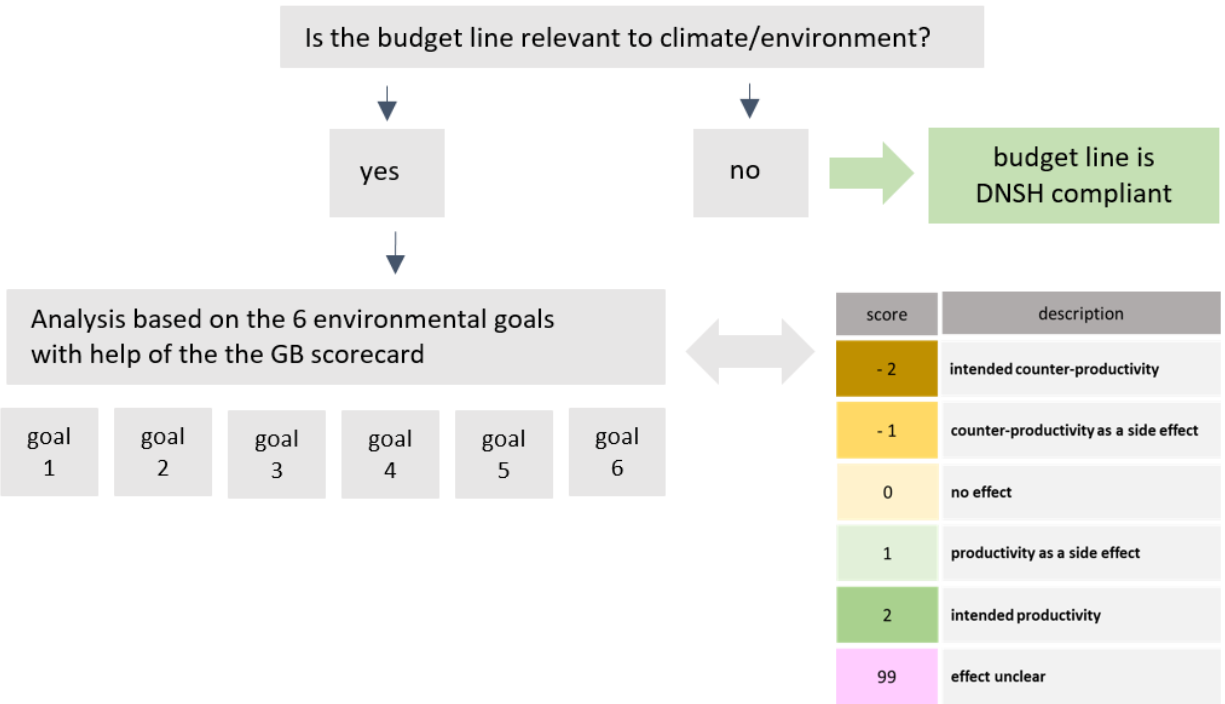 Is the budget line relevant to climate/environment?
yes
no
budget line is
DNSH compliant
Analysis based on the 6 environmental goals
with help of the the GB scorecard
goal
1
goal
2
goal
3
goal
4
goal
5
goal
6
score description
- 2 intended counter-productivity
- 1 counter-productivity as a side effect
0 no effect
1 productivity as a side effect
2 intended productivity
99 effect unclear